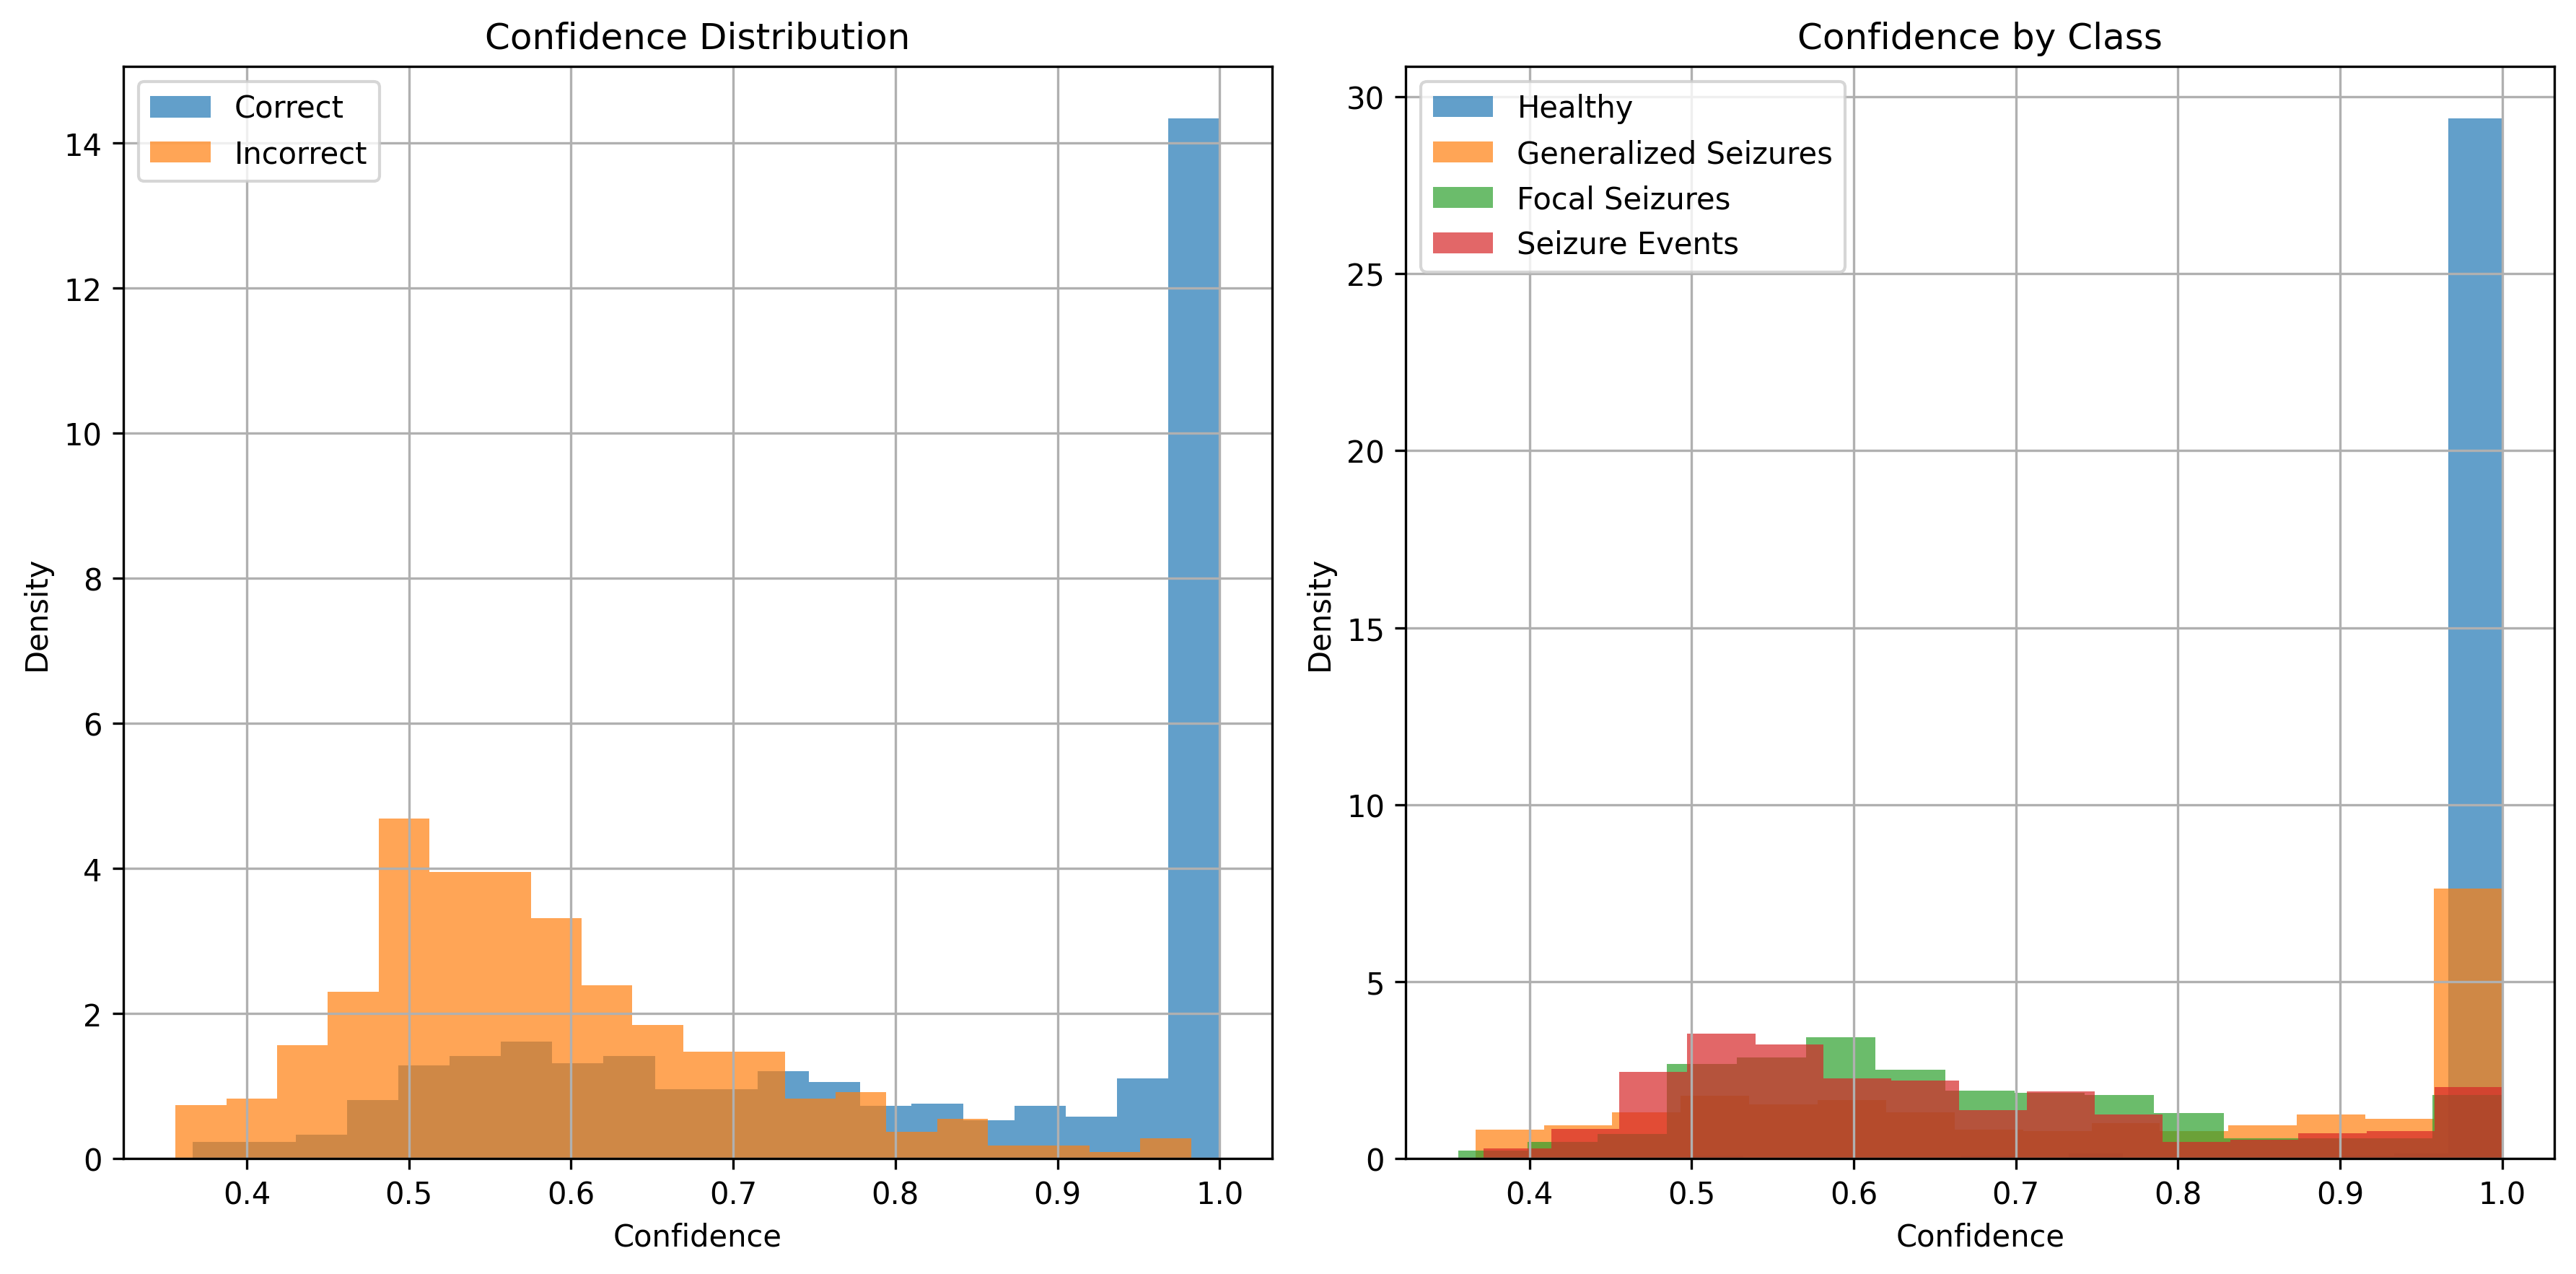 Confidence Distribution
Correct
Incorrect
14
12
10
8
6
4
2
0
Density
0.4 0.5 0.6 0.7 0.8 0.9 1.0
Confidence
Confidence by Class
Healthy
Generalized Seizures
Focal Seizures
Seizure Events
30
25
20
15
10
5
0
Density
0.4 0.5 0.6 0.7 0.8 0.9 1.0
Confidence